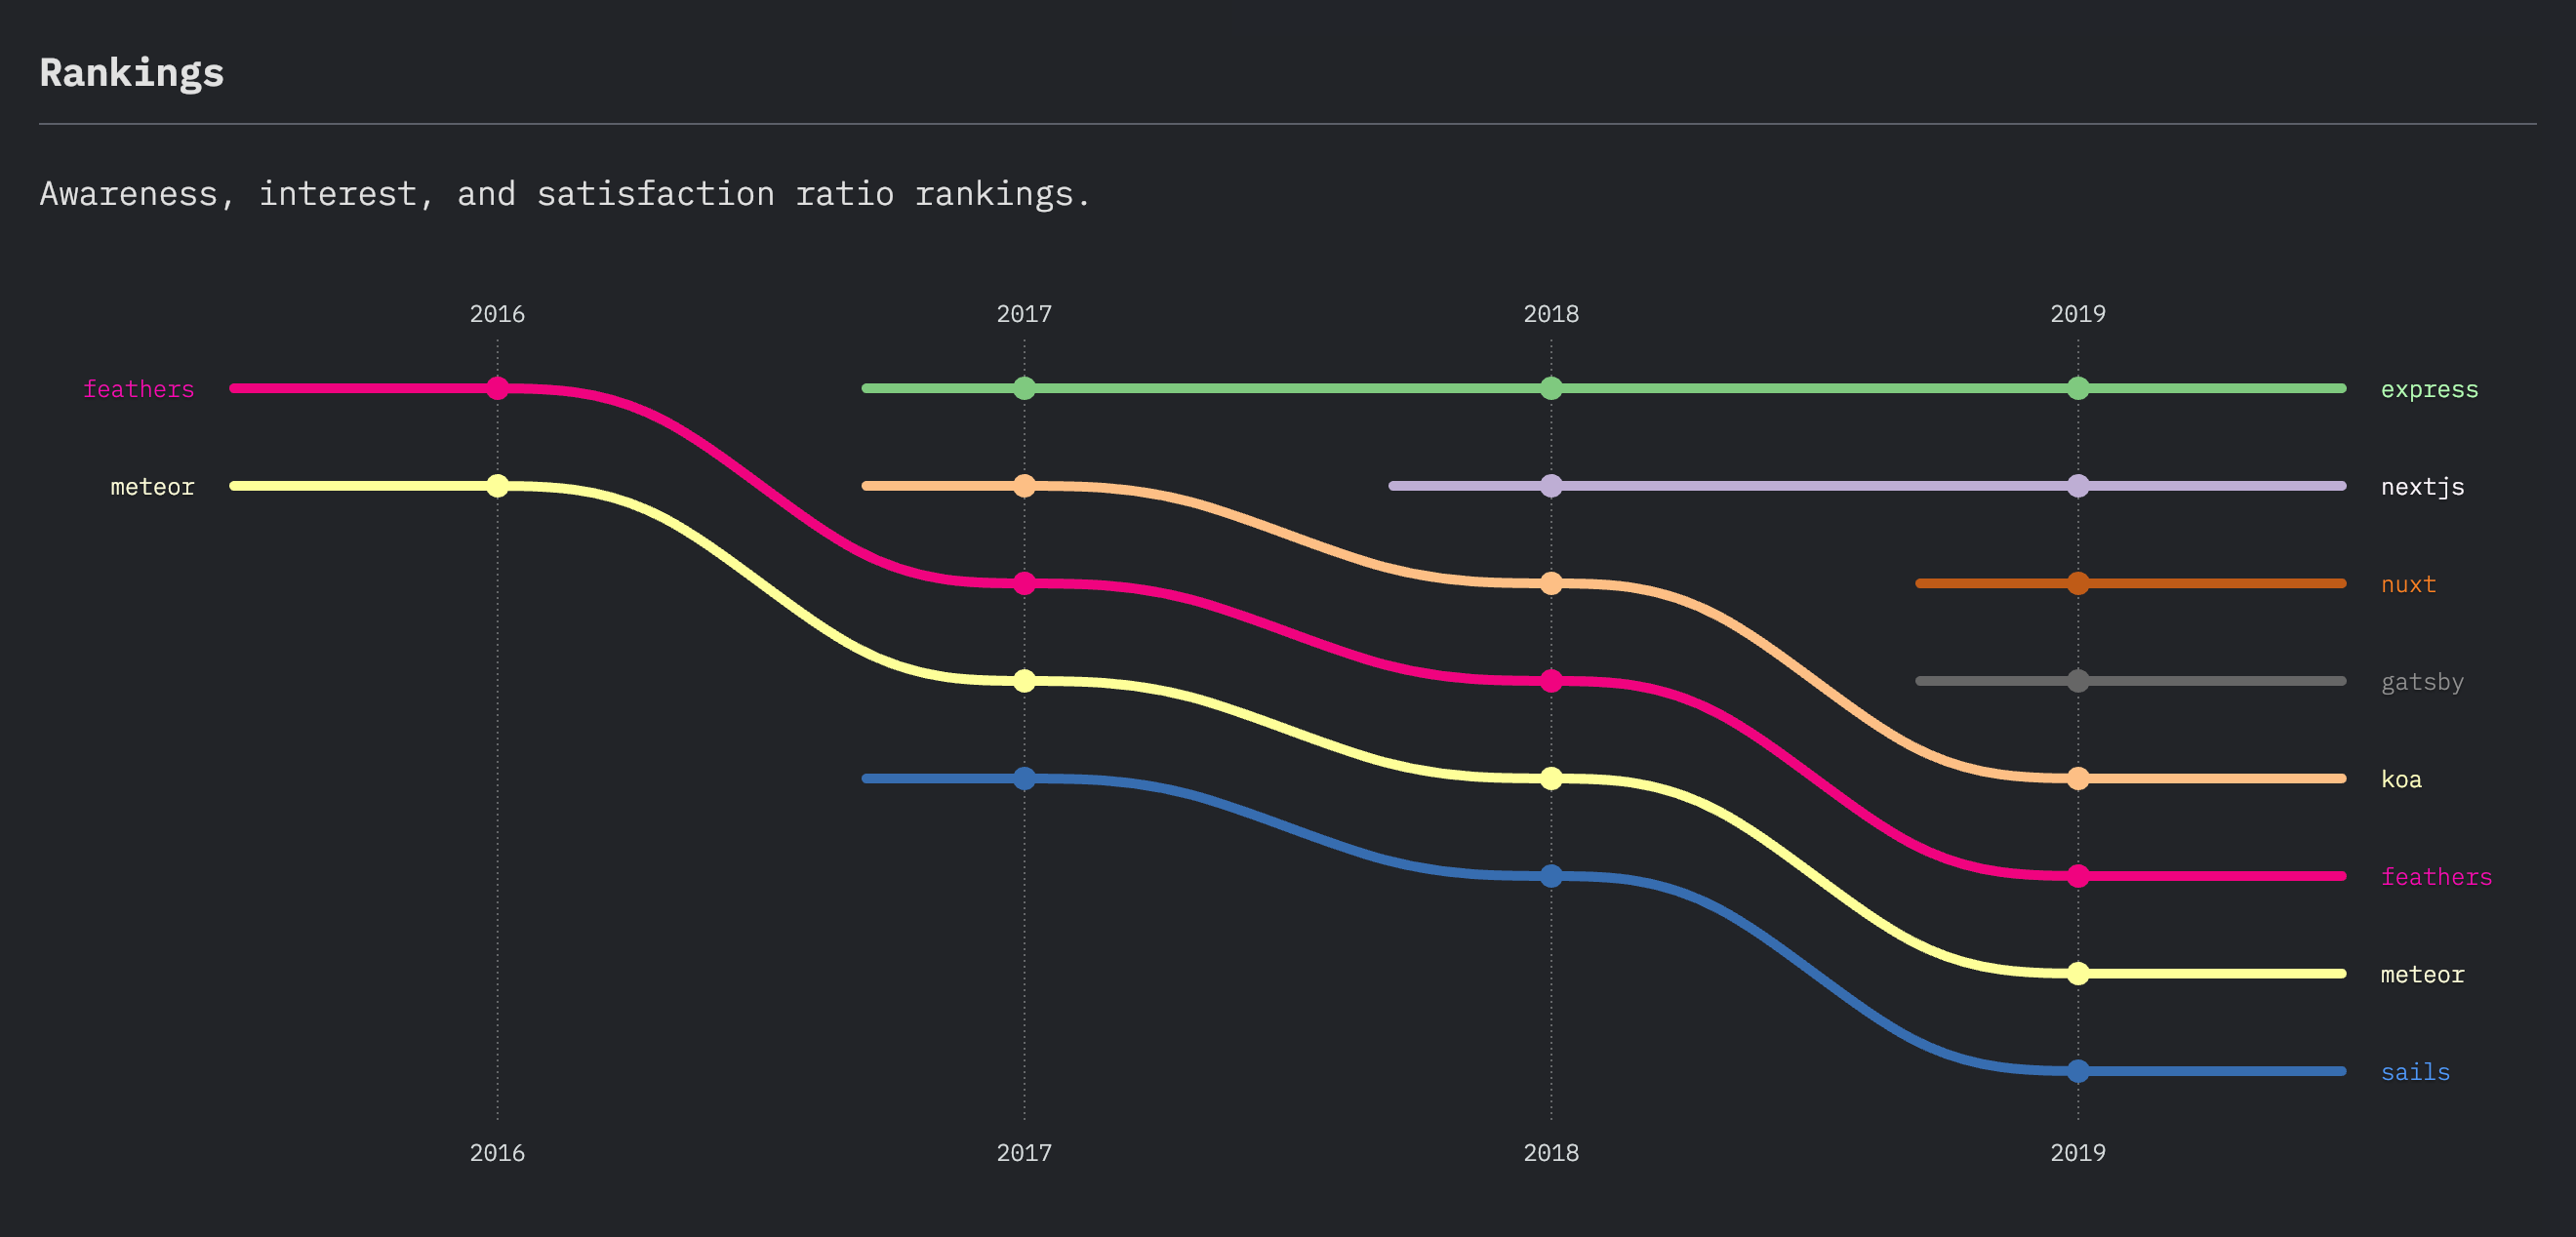 Rankings
Awareness, interest, and satisfaction ratio rankings.
2016 2017 2018 2019
feathers express
meteor nextjs
nuxt
gatsby
koa
feathers
meteor
sails
2016 2017 2018 2019